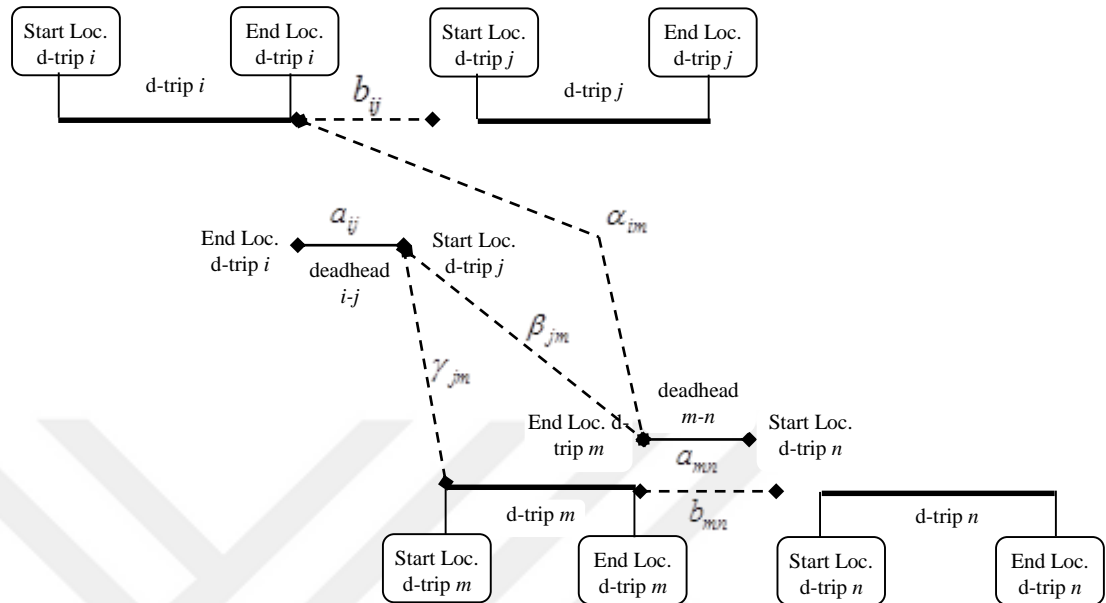 Start Loc.
d-trip i
End Loc.
d-trip i
Start Loc.
d-trip j
End Loc.
d-trip j
d-trip i
b_ij
d-trip j
α_im
a_ij
End Loc.
d-trip i
Start Loc.
d-trip j
deadhead
i-j
β_jm
γ_jm
deadhead
m-n
End Loc. d-
trip m
Start Loc.
d-trip n
a_mn
d-trip m
b_mn
d-trip n
Start Loc.
d-trip m
End Loc.
d-trip m
Start Loc.
d-trip n
End Loc.
d-trip n